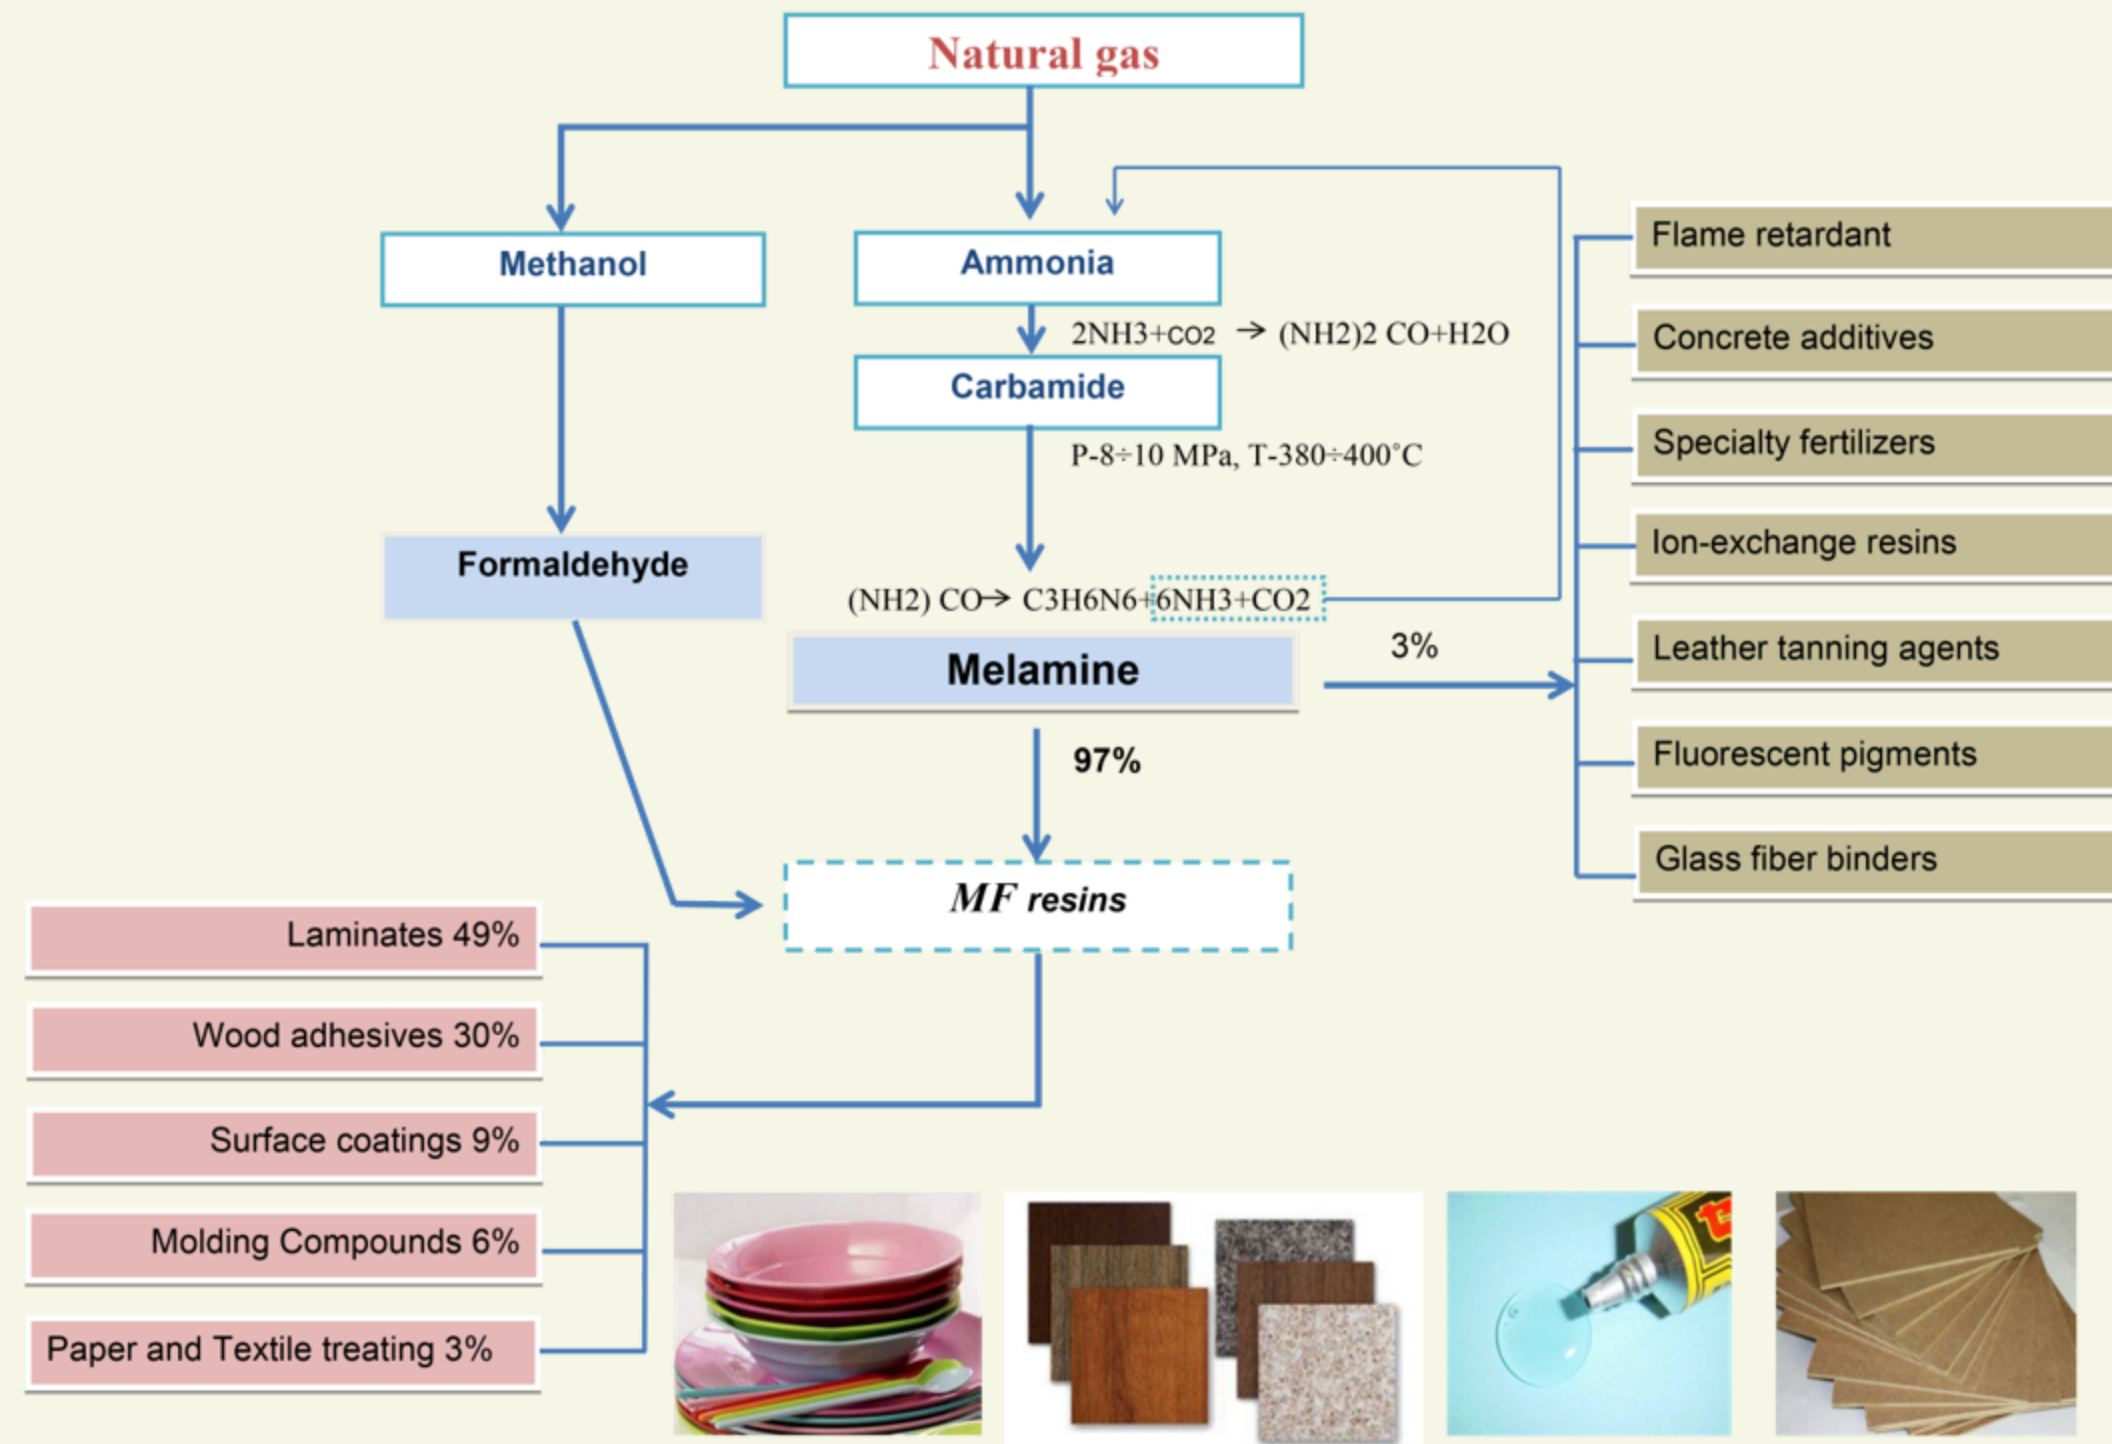 Natural gas
Methanol
Ammonia
2NH3+CO2 → (NH2)2 CO+H2O
Carbamide
P-8÷10 MPa, T-380÷400˚C
Formaldehyde
(NH2) CO→ C3H6N6+6NH3+CO2
Melamine
3%
97%
MF resins
Flame retardant
Concrete additives
Specialty fertilizers
Ion-exchange resins
Leather tanning agents
Fluorescent pigments
Glass fiber binders
Laminates 49%
Wood adhesives 30%
Surface coatings 9%
Molding Compounds 6%
Paper and Textile treating 3%